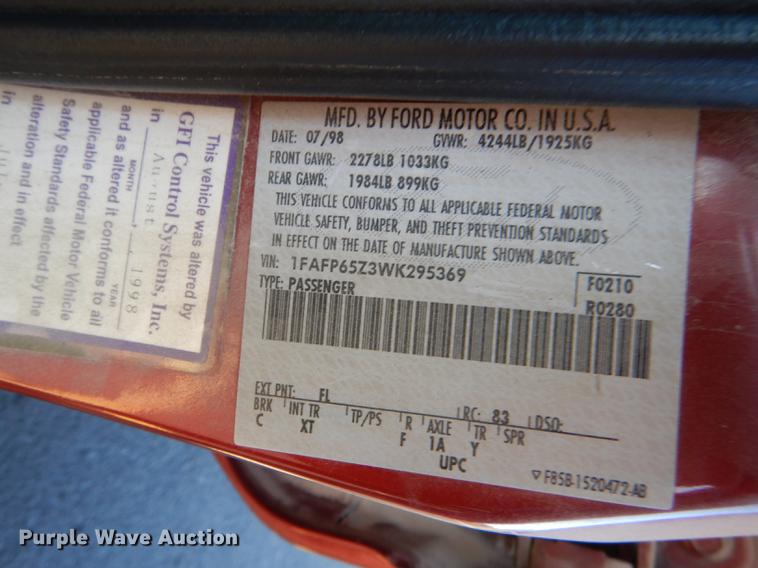 This vehicle was altered by
GFI Control Systems, Inc.
in August, 1998
MONTH YEAR
and as altered it conforms to all
applicable Federal Motor Vehicle
Safety Standards affected by the
alteration and in effect
in
MFD. BY FORD MOTOR CO. IN U.S.A.
DATE: 07/98 GVWR: 4244LB/1925KG
FRONT GAWR: 2278LB 1033KG
REAR GAWR: 1984LB 899KG
THIS VEHICLE CONFORMS TO ALL APPLICABLE FEDERAL MOTOR
VEHICLE SAFETY, BUMPER, AND THEFT PREVENTION STANDARDS
IN EFFECT ON THE DATE OF MANUFACTURE SHOWN ABOVE.
VIN: 1FAFP65Z3WK295369 F0210
TYPE: PASSENGER R0280
EXT PNT: FL RC: 83 DSO:
BRK INT TR TP/PS R AXLE TR SPR
C XT F 1A Y
UPC
F85B-1520472-AB
Purple Wave Auction